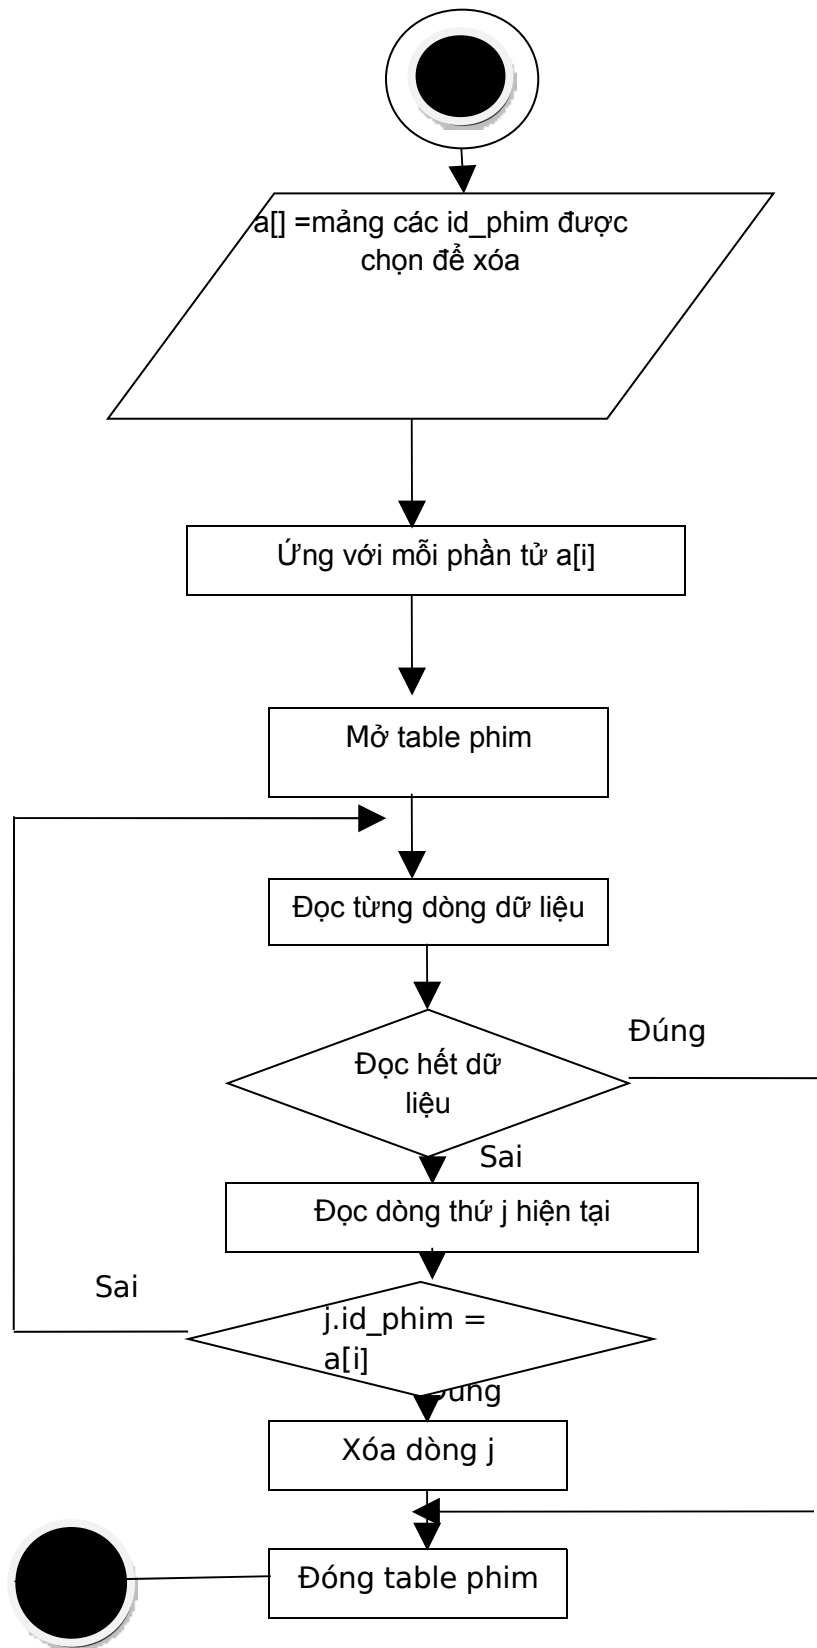 a[] =mảng các id_phim được
chọn để xóa
Ứng với mỗi phần tử a[i]
Mở table phim
Đọc từng dòng dữ liệu
Đúng
Đọc hết dữ
liệu
Sai
Đọc dòng thứ j hiện tại
Sai
j.id_phim =
a[i]
Đúng
Xóa dòng j
Đóng table phim